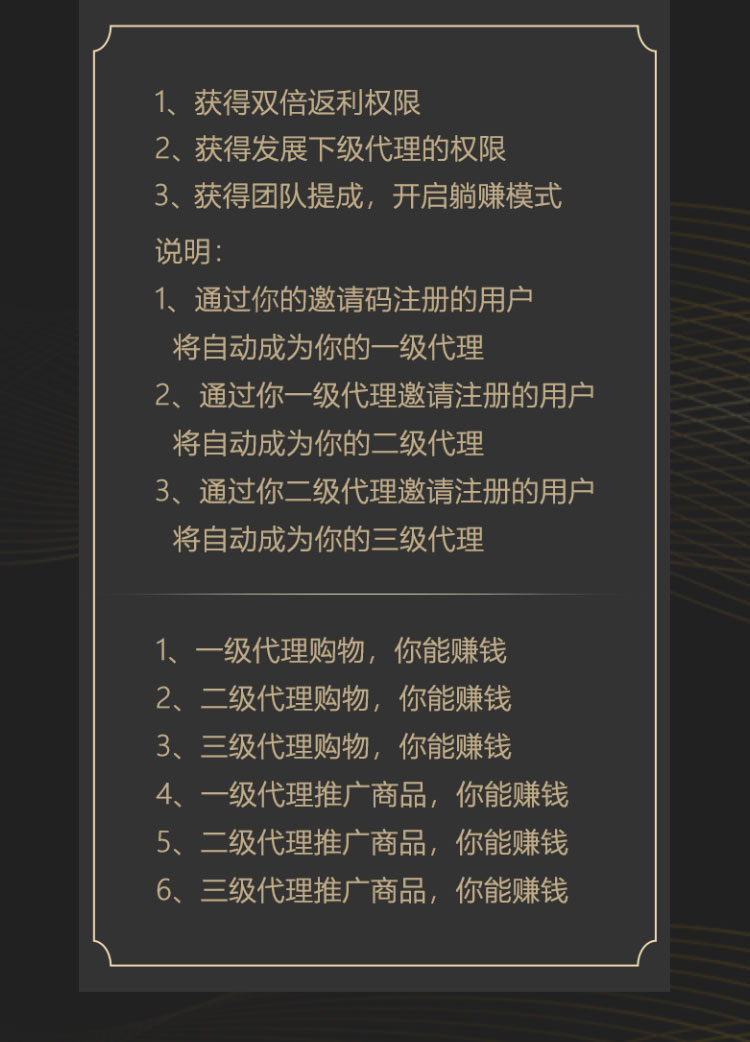 1、获得双倍返利权限
2、获得发展下级代理的权限
3、获得团队提成，开启躺赚模式
说明：
1、通过你的邀请码注册的用户
将自动成为你的一级代理
2、通过你一级代理邀请注册的用户
将自动成为你的二级代理
3、通过你二级代理邀请注册的用户
将自动成为你的三级代理
1、一级代理购物，你能赚钱
2、二级代理购物，你能赚钱
3、三级代理购物，你能赚钱
4、一级代理推广商品，你能赚钱
5、二级代理推广商品，你能赚钱
6、三级代理推广商品，你能赚钱